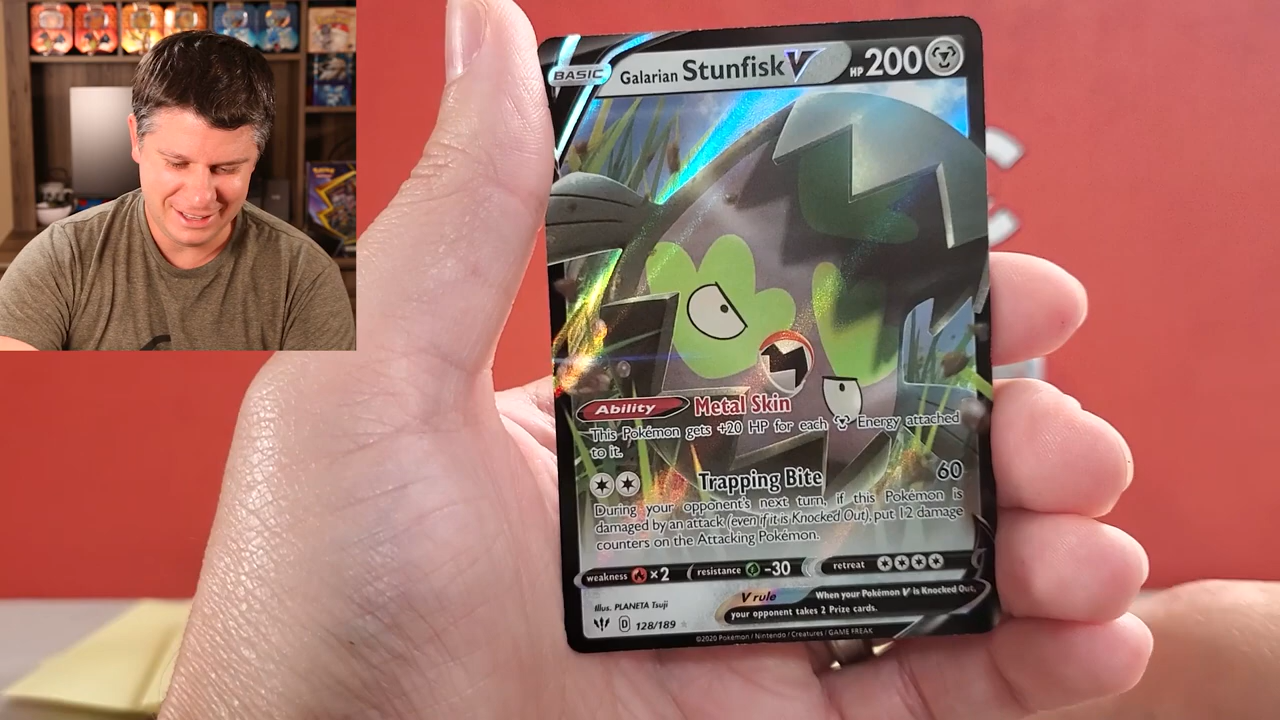 BASIC Galarian Stunfisk V HP 200
Ability Metal Skin
This Pokémon gets +20 HP for each Energy attached
to it.
Trapping Bite 60
During your opponent's next turn, if this Pokémon is
damaged by an attack (even if it is Knocked Out), put 12 damage
counters on the Attacking Pokémon.
weakness ×2 resistance -30 retreat
V rule When your Pokémon V is Knocked Out,
your opponent takes 2 Prize cards.
Illus. PLANETA Tsuji
D 128/189
©2020 Pokémon / Nintendo / Creatures / GAME FREAK